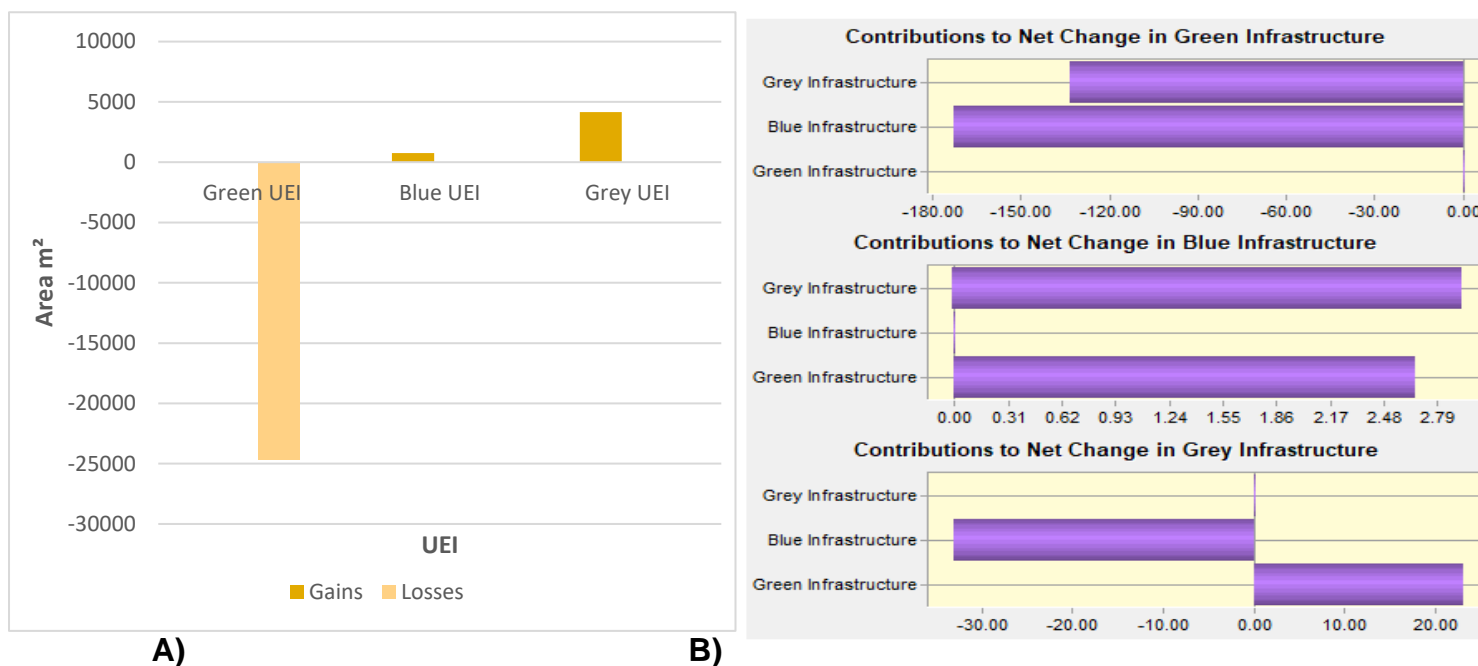 10000
5000
0
-5000
-10000
-15000
-20000
-25000
-30000
Area m²
Green UEI
Blue UEI
Grey UEI
UEI
Gains
Losses
A)
Contributions to Net Change in Green Infrastructure
Grey Infrastructure
Blue Infrastructure
Green Infrastructure
-180.00 -150.00 -120.00 -90.00 -60.00 -30.00 0.00
Contributions to Net Change in Blue Infrastructure
Grey Infrastructure
Blue Infrastructure
Green Infrastructure
0.00 0.31 0.62 0.93 1.24 1.55 1.86 2.17 2.48 2.79
Contributions to Net Change in Grey Infrastructure
Grey Infrastructure
Blue Infrastructure
Green Infrastructure
-30.00 -20.00 -10.00 0.00 10.00 20.00
B)